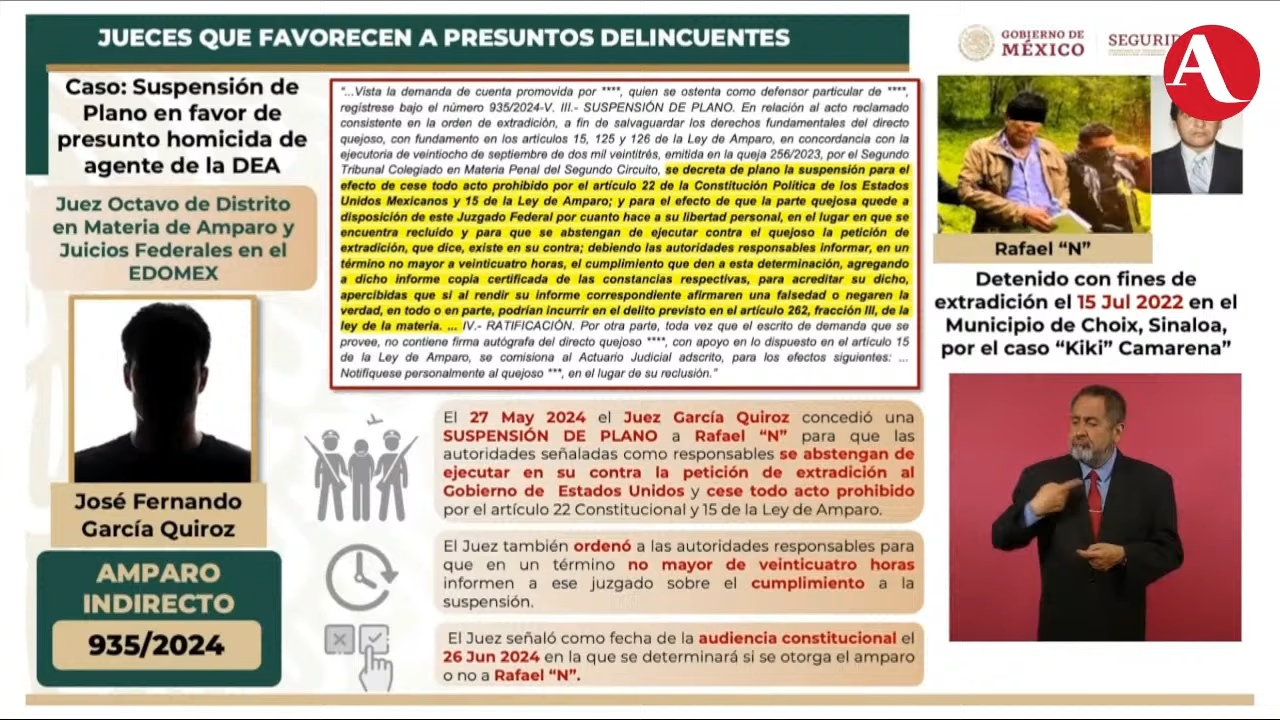 JUECES QUE FAVORECEN A PRESUNTOS DELINCUENTES
GOBIERNO DE
MÉXICO
SEGURID
A
Caso: Suspensión de
Plano en favor de
presunto homicida de
agente de la DEA
Juez Octavo de Distrito
en Materia de Amparo y
Juicios Federales en el
EDOMEX
José Fernando
García Quiroz
AMPARO
INDIRECTO
935/2024
"...Vista la demanda de cuenta promovida por ****, quien se ostenta como defensor particular de ****,
regístrese bajo el número 935/2024-V. III.- SUSPENSIÓN DE PLANO. En relación al acto reclamado
consistente en la orden de extradición, a fin de salvaguardar los derechos fundamentales del directo
quejoso, con fundamento en los artículos 15, 125 y 126 de la Ley de Amparo, en concordancia con la
ejecutoria de veintiocho de septiembre de dos mil veintitrés, emitida en la queja 256/2023, por el Segundo
Tribunal Colegiado en Materia Penal del Segundo Circuito, se decreta de plano la suspensión para el
efecto de cese todo acto prohibido por el artículo 22 de la Constitución Política de los Estados
Unidos Mexicanos y 15 de la Ley de Amparo; y para el efecto de que la parte quejosa quede a
disposición de este Juzgado Federal por cuanto hace a su libertad personal, en el lugar en que se
encuentra recluido y para que se abstengan de ejecutar contra el quejoso la petición de
extradición, que dice, existe en su contra; debiendo las autoridades responsables informar, en un
término no mayor a veinticuatro horas, el cumplimiento que den a esta determinación, agregando
a dicho informe copia certificada de las constancias respectivas, para acreditar su dicho,
apercibidas que si al rendir su informe correspondiente afirmaren una falsedad o negaren la
verdad, en todo o en parte, podrían incurrir en el delito previsto en el artículo 262, fracción III, de la
ley de la materia. ... IV.- RATIFICACIÓN. Por otra parte, toda vez que el escrito de demanda que se
provee, no contiene firma autógrafa del directo quejoso ****, con apoyo en lo dispuesto en el artículo 15
de la Ley de Amparo, se comisiona al Actuario Judicial adscrito, para los efectos siguientes: ...
Notifíquese personalmente al quejoso ***, en el lugar de su reclusión."
El 27 May 2024 el Juez García Quiroz concedió una
SUSPENSIÓN DE PLANO a Rafael “N” para que las
autoridades señaladas como responsables se abstengan de
ejecutar en su contra la petición de extradición al
Gobierno de Estados Unidos y cese todo acto prohibido
por el artículo 22 Constitucional y 15 de la Ley de Amparo.
El Juez también ordenó a las autoridades responsables para
que en un término no mayor de veinticuatro horas
informen a ese juzgado sobre el cumplimiento a la
suspensión.
El Juez señaló como fecha de la audiencia constitucional el
26 Jun 2024 en la que se determinará si se otorga el amparo
o no a Rafael “N”.
Rafael “N”
Detenido con fines de
extradición el 15 Jul 2022 en el
Municipio de Choix, Sinaloa,
por el caso “Kiki” Camarena”